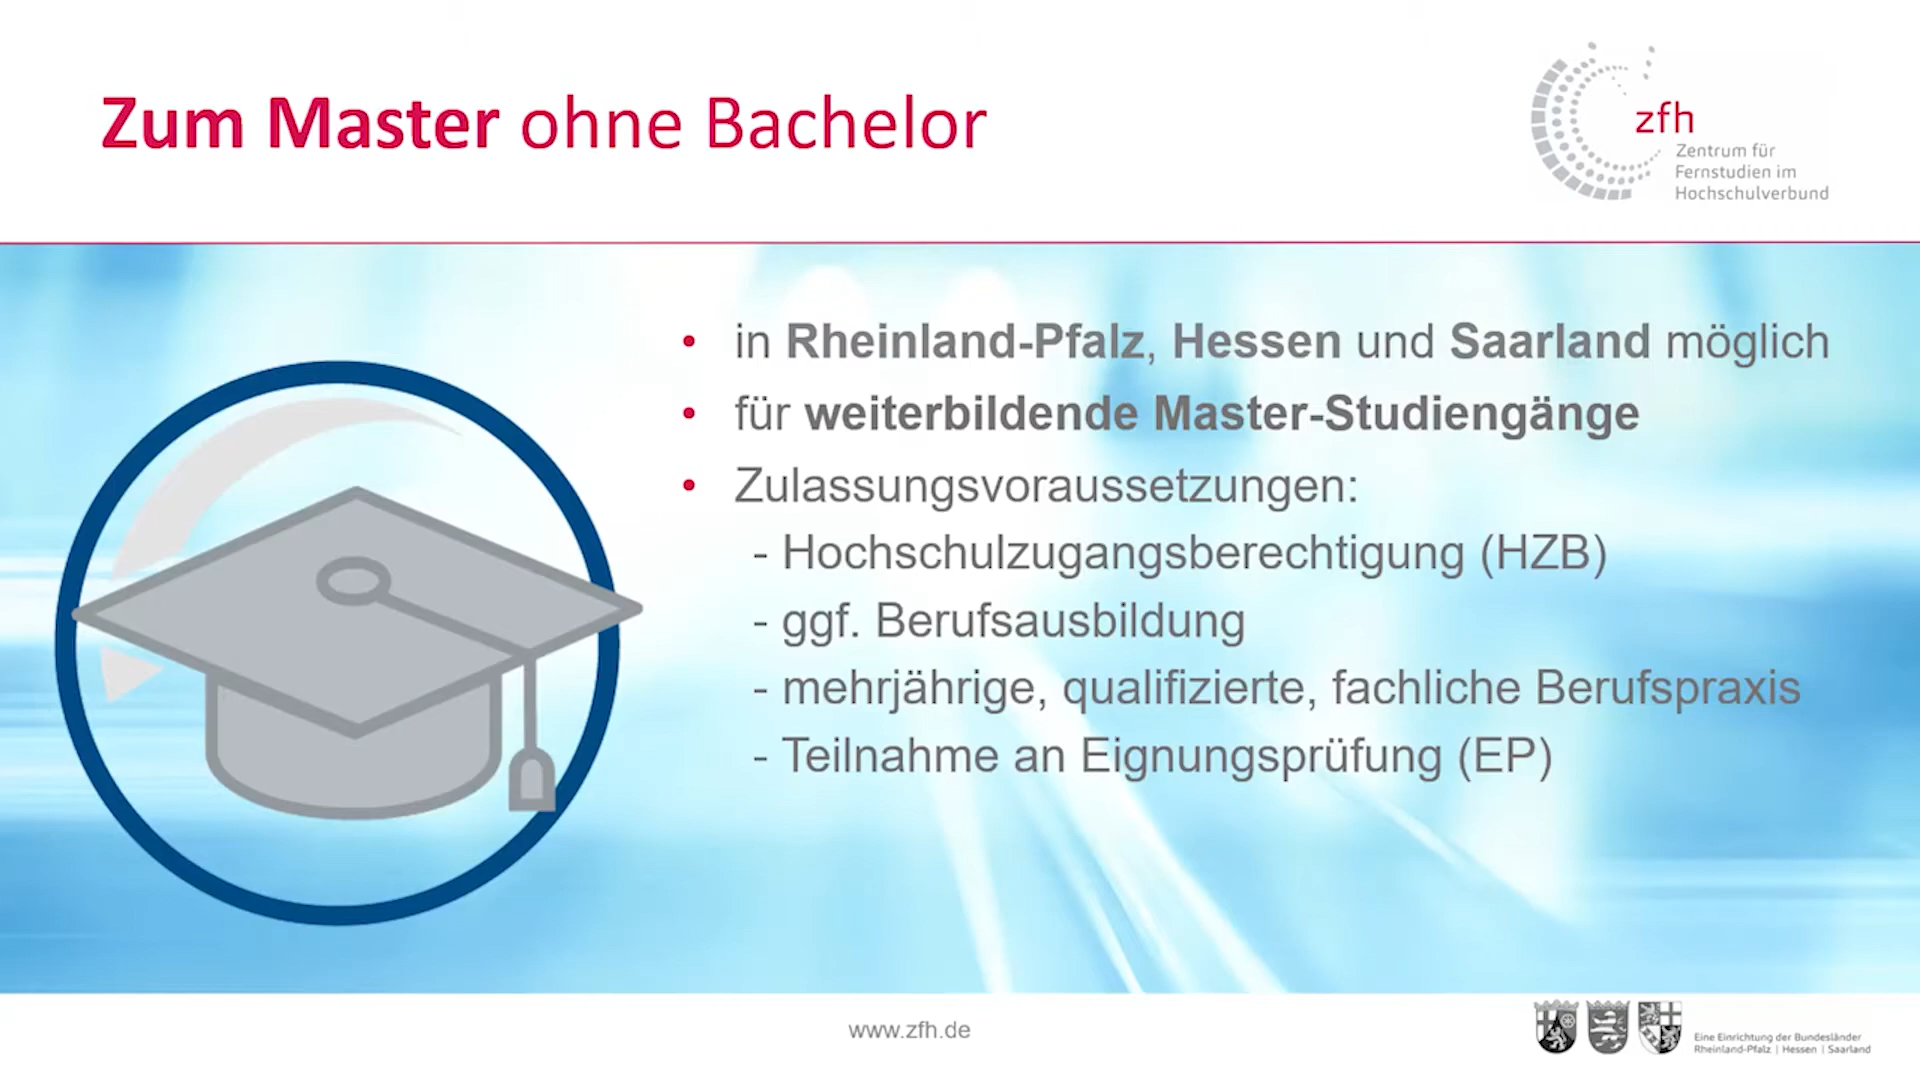 Zum Master ohne Bachelor
zfh
Zentrum für
Fernstudien im
Hochschulverbund
• in Rheinland-Pfalz, Hessen und Saarland möglich
• für weiterbildende Master-Studiengänge
• Zulassungsvoraussetzungen:
- Hochschulzugangsberechtigung (HZB)
- ggf. Berufsausbildung
- mehrjährige, qualifizierte, fachliche Berufspraxis
- Teilnahme an Eignungsprüfung (EP)
www.zfh.de
Eine Einrichtung der Bundesländer
Rheinland-Pfalz | Hessen | Saarland